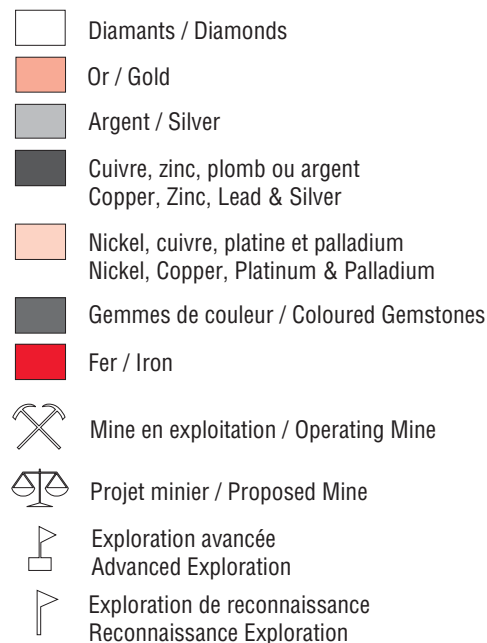 Diamants / Diamonds
Or / Gold
Argent / Silver
Cuivre, zinc, plomb ou argent
Copper, Zinc, Lead & Silver
Nickel, cuivre, platine et palladium
Nickel, Copper, Platinum & Palladium
Gemmes de couleur / Coloured Gemstones
Fer / Iron
Mine en exploitation / Operating Mine
Projet minier / Proposed Mine
Exploration avancée
Advanced Exploration
Exploration de reconnaissance
Reconnaissance Exploration